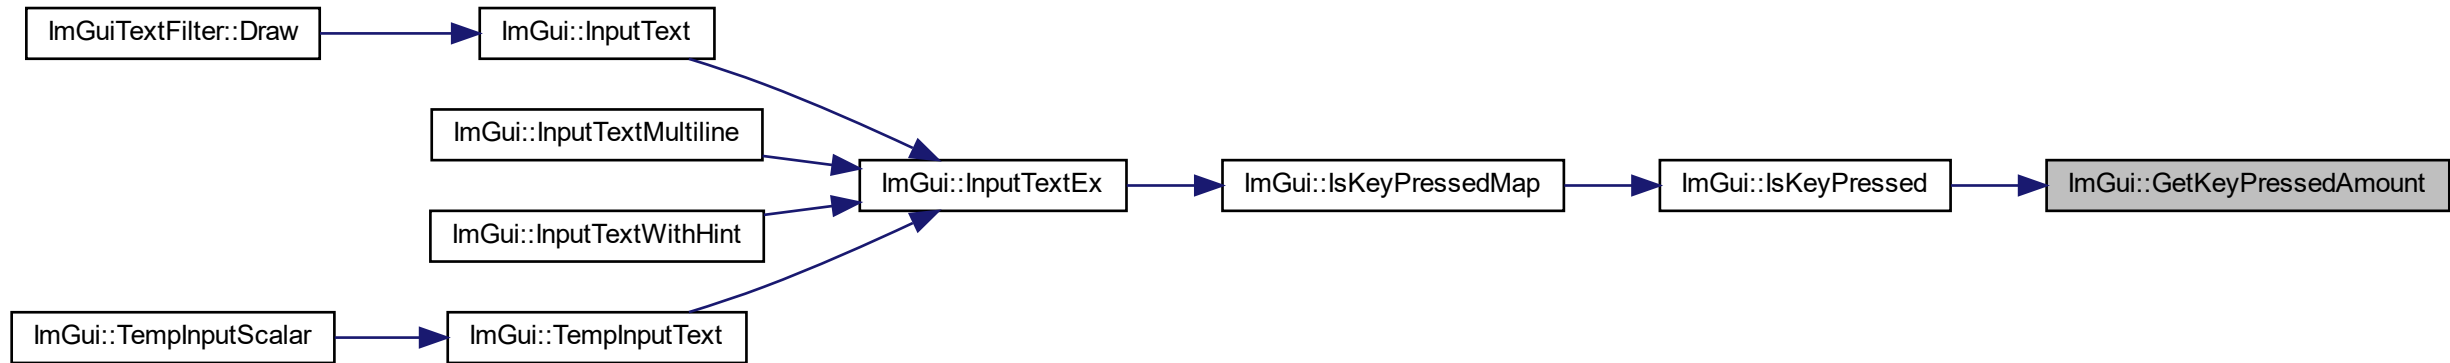 ImGuiTextFilter::Draw
ImGui::InputText
ImGui::InputTextMultiline
ImGui::InputTextEx
ImGui::IsKeyPressedMap
ImGui::IsKeyPressed
ImGui::GetKeyPressedAmount
ImGui::InputTextWithHint
ImGui::TempInputScalar
ImGui::TempInputText